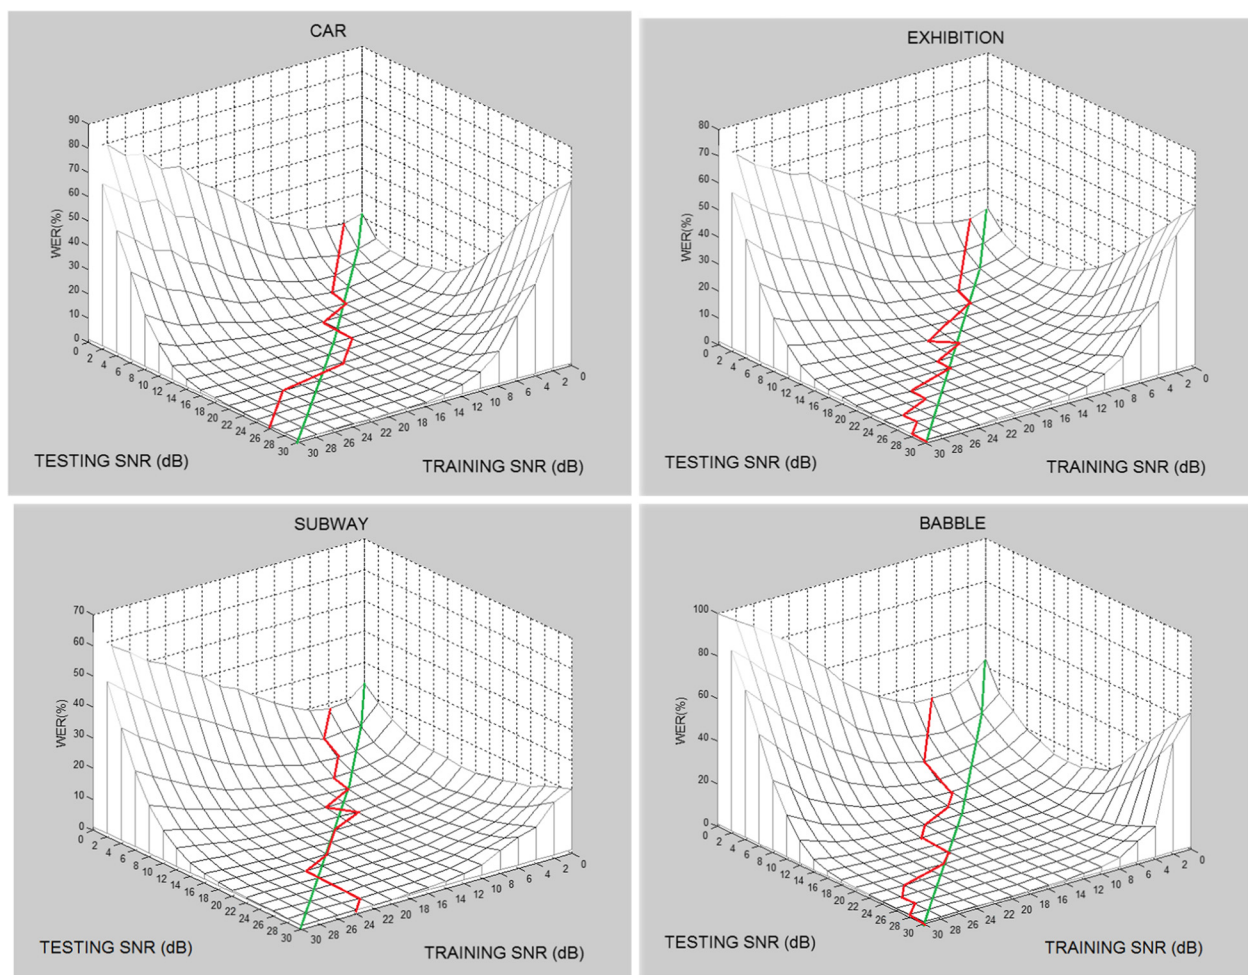 CAR
90
80
70
60
50
40
30
20
10
0
WER(%)
0 2 4 6 8 10 12 14 16 18 20 22 24 26 28 30
TESTING SNR (dB)
30 28 26 24 22 20 18 16 14 12 10 8 6 4 2 0
TRAINING SNR (dB)
EXHIBITION
80
70
60
50
40
30
20
10
0
WER(%)
0 2 4 6 8 10 12 14 16 18 20 22 24 26 28 30
TESTING SNR (dB)
30 28 26 24 22 20 18 16 14 12 10 8 6 4 2 0
TRAINING SNR (dB)
SUBWAY
70
60
50
40
30
20
10
0
WER(%)
0 2 4 6 8 10 12 14 16 18 20 22 24 26 28 30
TESTING SNR (dB)
30 28 26 24 22 20 18 16 14 12 10 8 6 4 2 0
TRAINING SNR (dB)
BABBLE
100
80
60
40
20
0
WER(%)
0 2 4 6 8 10 12 14 16 18 20 22 24 26 28 30
TESTING SNR (dB)
30 28 26 24 22 20 18 16 14 12 10 8 6 4 2 0
TRAINING SNR (dB)